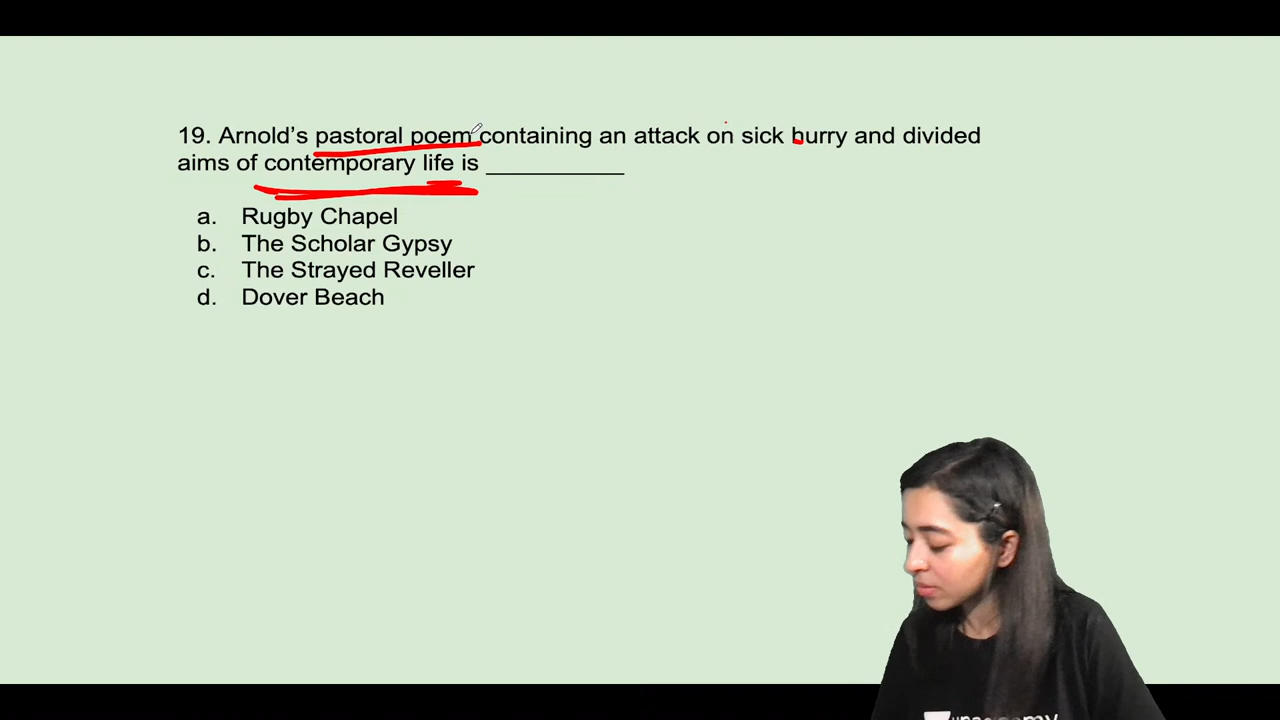 19. Arnold’s pastoral poem containing an attack on sick hurry and divided
aims of contemporary life is ___________
a. Rugby Chapel
b. The Scholar Gypsy
c. The Strayed Reveller
d. Dover Beach